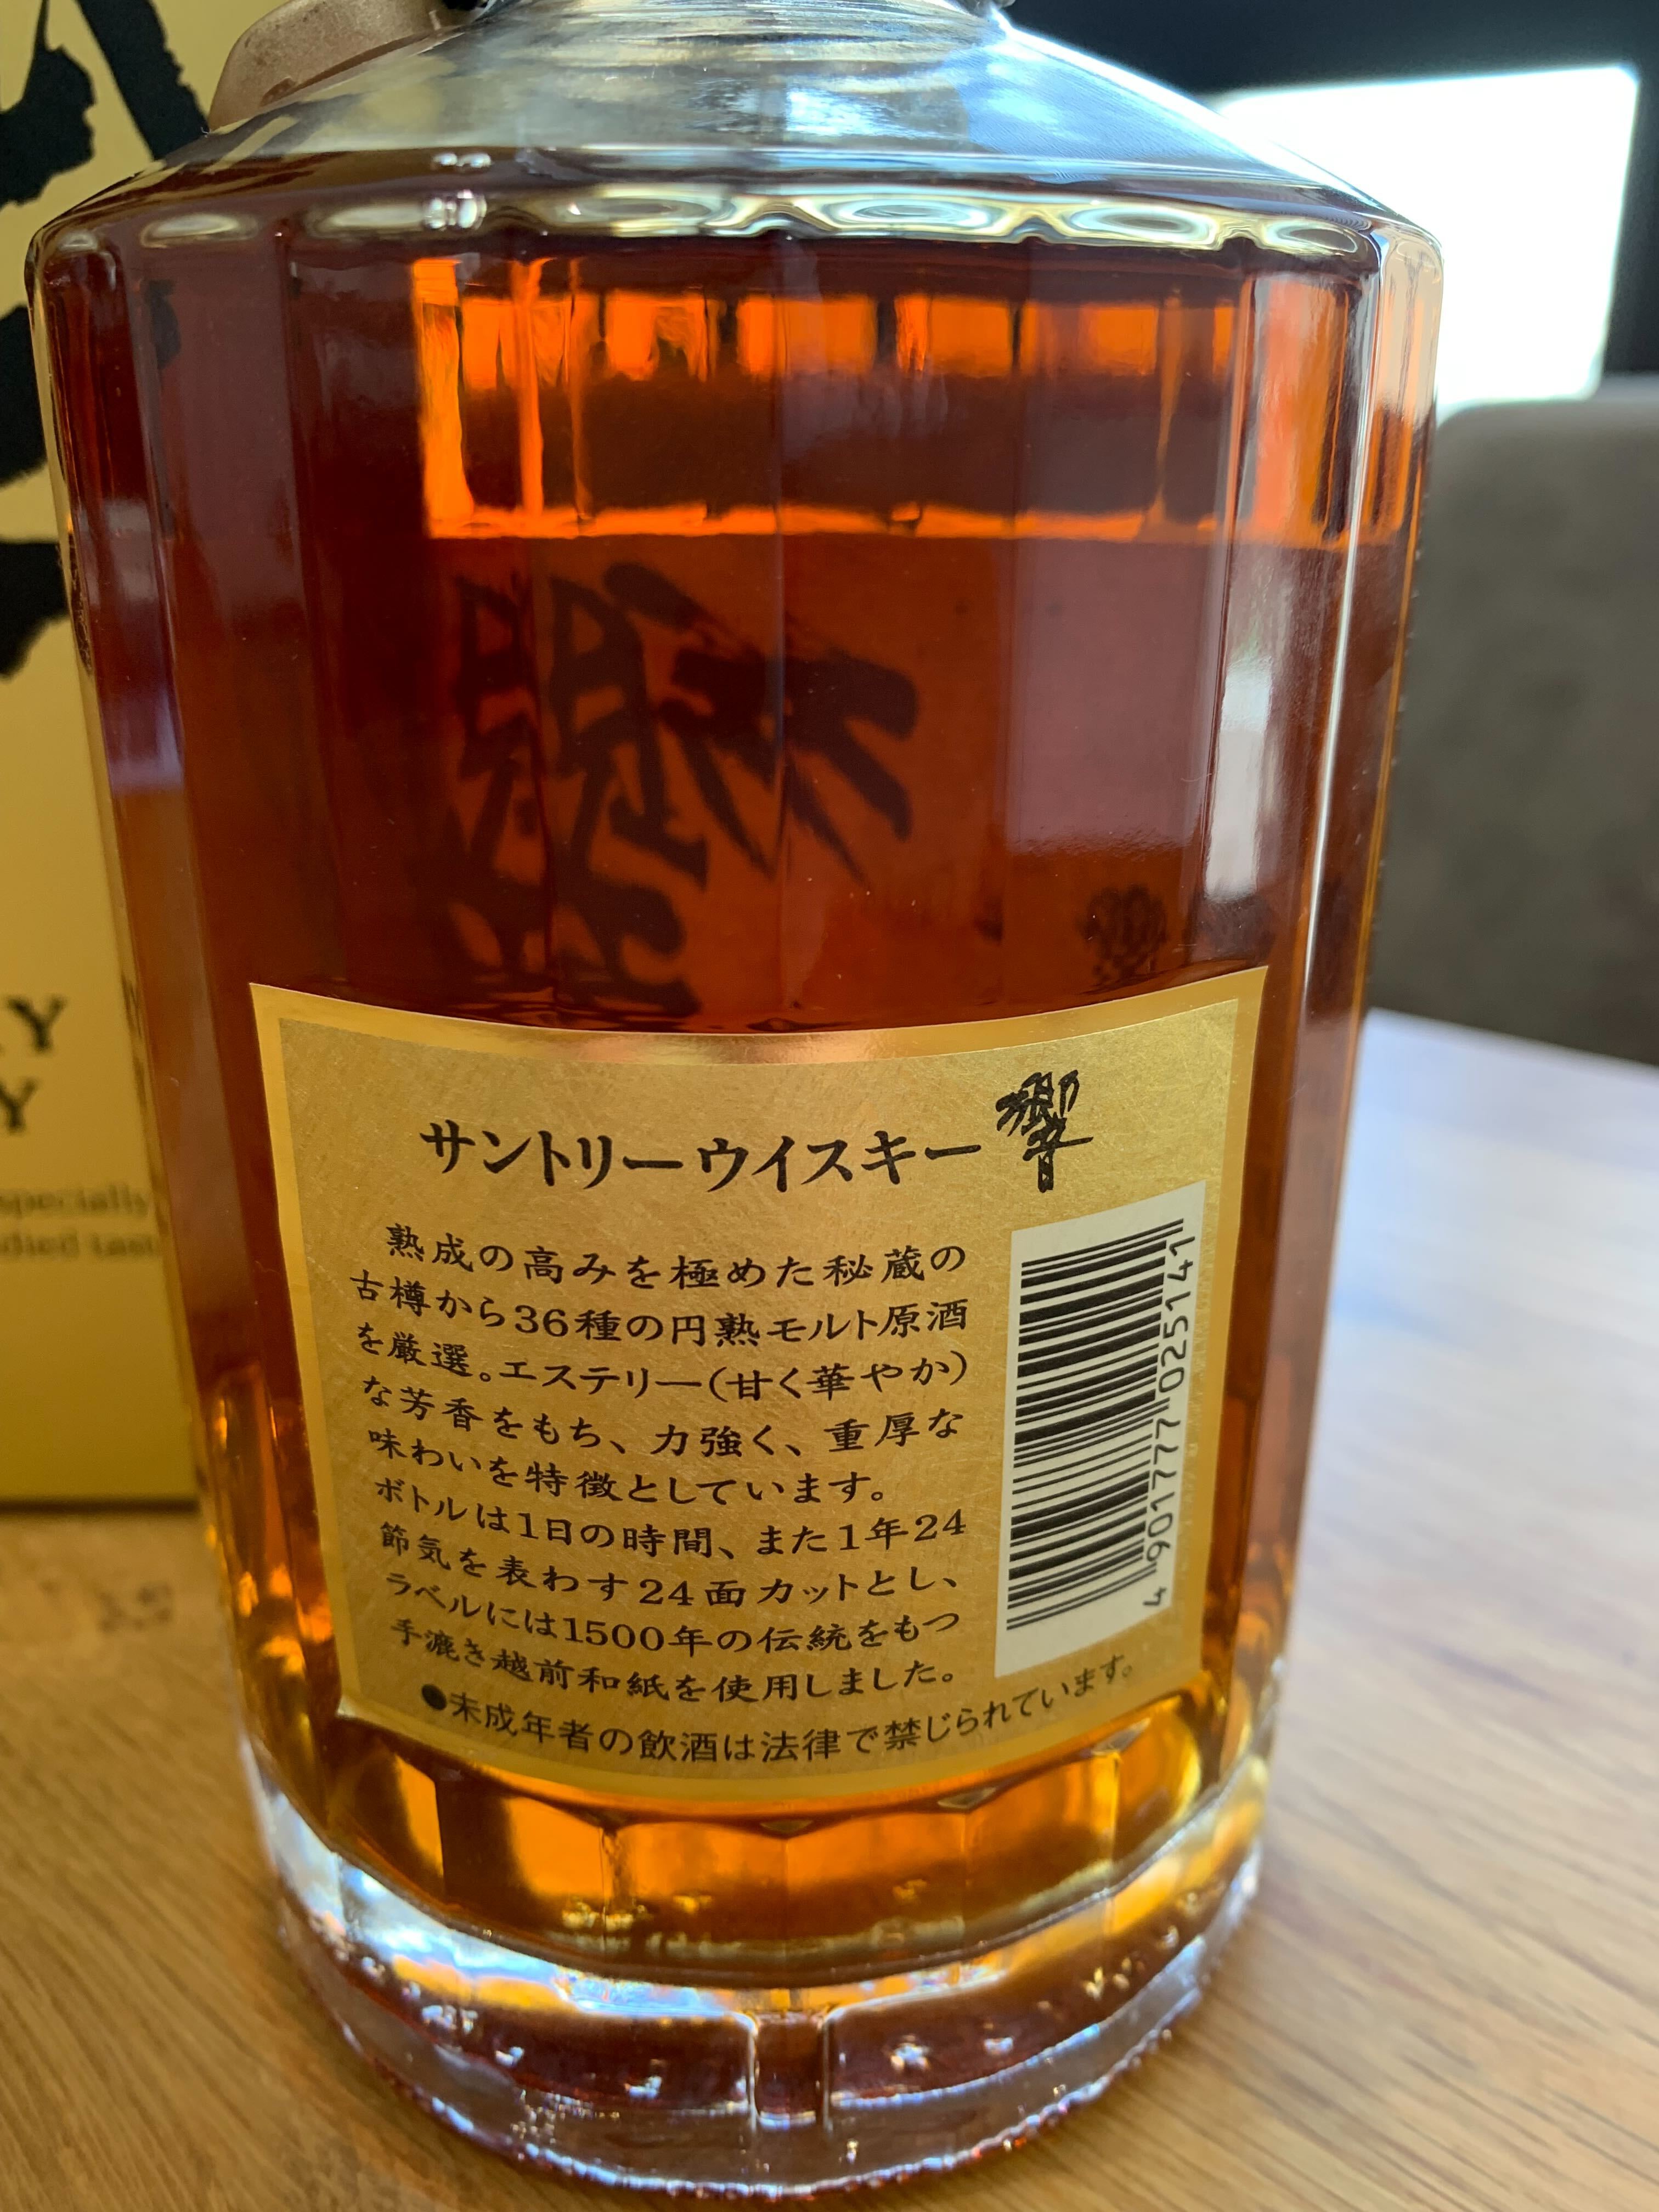 サントリーウイスキー響
熟成の高みを極めた秘蔵の
古樽から36種の円熟モルト原酒
を厳選。エステリー(甘く華やか)
な芳香をもち、力強く、重厚な
味わいを特徴としています。
ボトルは1日の時間、また1年24
節気を表わす24面カットとし、
ラベルには1500年の伝統をもつ
手漉き越前和紙を使用しました。
●未成年者の飲酒は法律で禁じられています。
4 901777 025141
響
specially